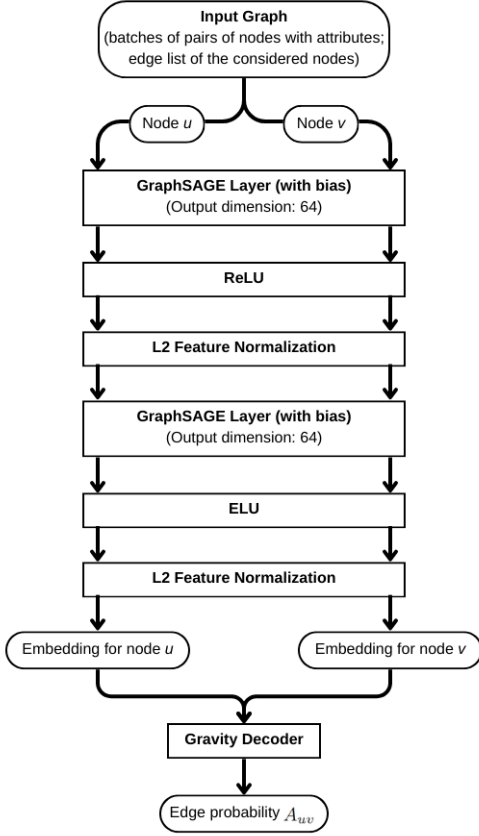 Input Graph
(batches of pairs of nodes with attributes;
edge list of the considered nodes)
Node u
Node v
GraphSAGE Layer (with bias)
(Output dimension: 64)
ReLU
L2 Feature Normalization
GraphSAGE Layer (with bias)
(Output dimension: 64)
ELU
L2 Feature Normalization
Embedding for node u
Embedding for node v
Gravity Decoder
Edge probability A_{uv}